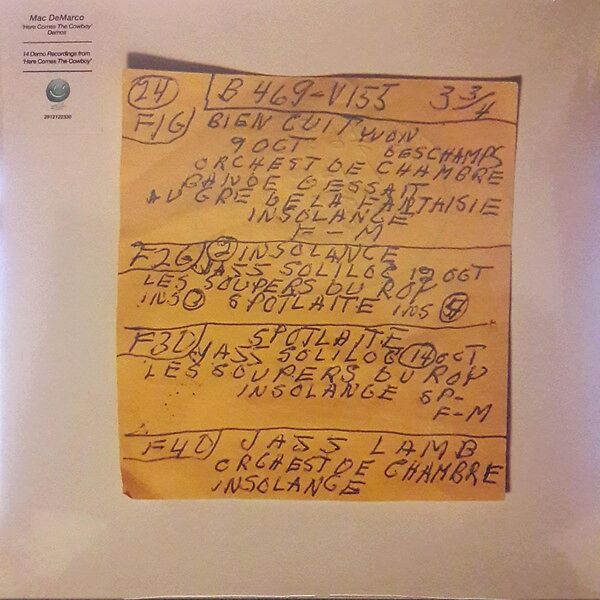 Mac DeMarco
'Here Comes The Cowboy'
Demos
14 Demo Recordings from
'Here Comes The Cowboy'
24 B 469-V155 3 3/4
F1G BIEN CUIT YVON
9 OCT DESCHAMPS
ORCHEST DE CHAMBRE
BANDE DESSAIT
AU GRE DE LA FANTAISIE
INSOLANGE
F-M
F2G INSOLANCE
JASS SOLILOG 19 OCT
LES SOUPERS DU ROY
INS SPOTLAITE INS
F3D SPOTLAITE
JASS SOLILOG 14 OCT
LES SOUPERS DU ROY
INSOLANGE SP-
F-M
F4D JASS LAMB
ORCHEST DE CHAMBRE
INSOLANGE